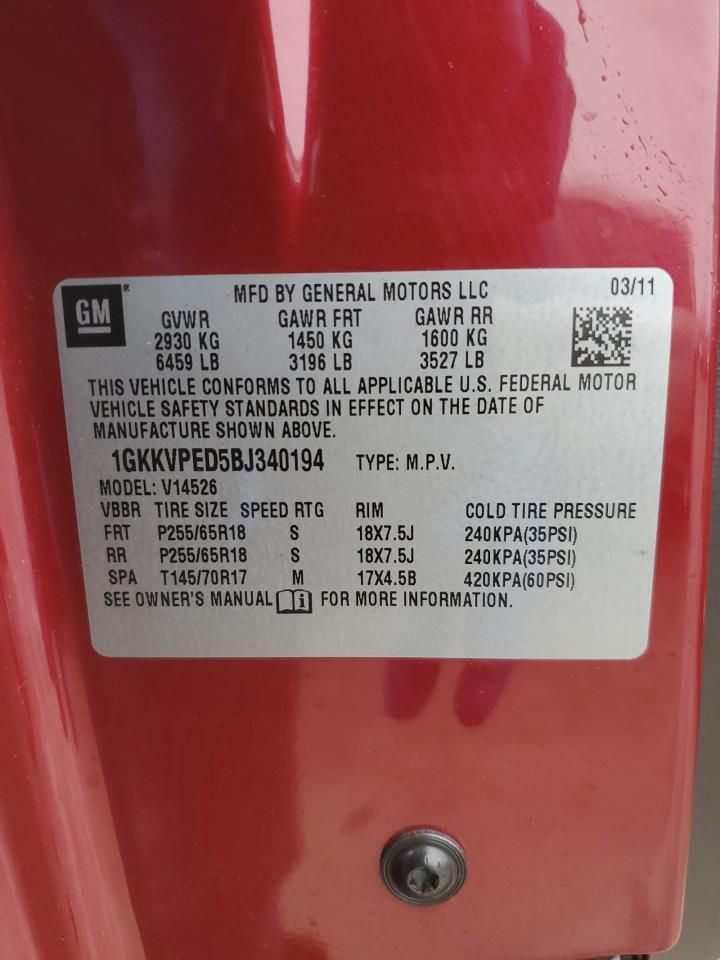 GM ® MFD BY GENERAL MOTORS LLC 03/11
GVWR GAWR FRT GAWR RR
2930 KG 1450 KG 1600 KG
6459 LB 3196 LB 3527 LB
THIS VEHICLE CONFORMS TO ALL APPLICABLE U.S. FEDERAL MOTOR
VEHICLE SAFETY STANDARDS IN EFFECT ON THE DATE OF
MANUFACTURE SHOWN ABOVE.
1GKKVPED5BJ340194 TYPE: M.P.V.
MODEL: V14526
VBBR TIRE SIZE SPEED RTG RIM COLD TIRE PRESSURE
FRT P255/65R18 S 18X7.5J 240KPA(35PSI)
RR P255/65R18 S 18X7.5J 240KPA(35PSI)
SPA T145/70R17 M 17X4.5B 420KPA(60PSI)
SEE OWNER'S MANUAL i FOR MORE INFORMATION.